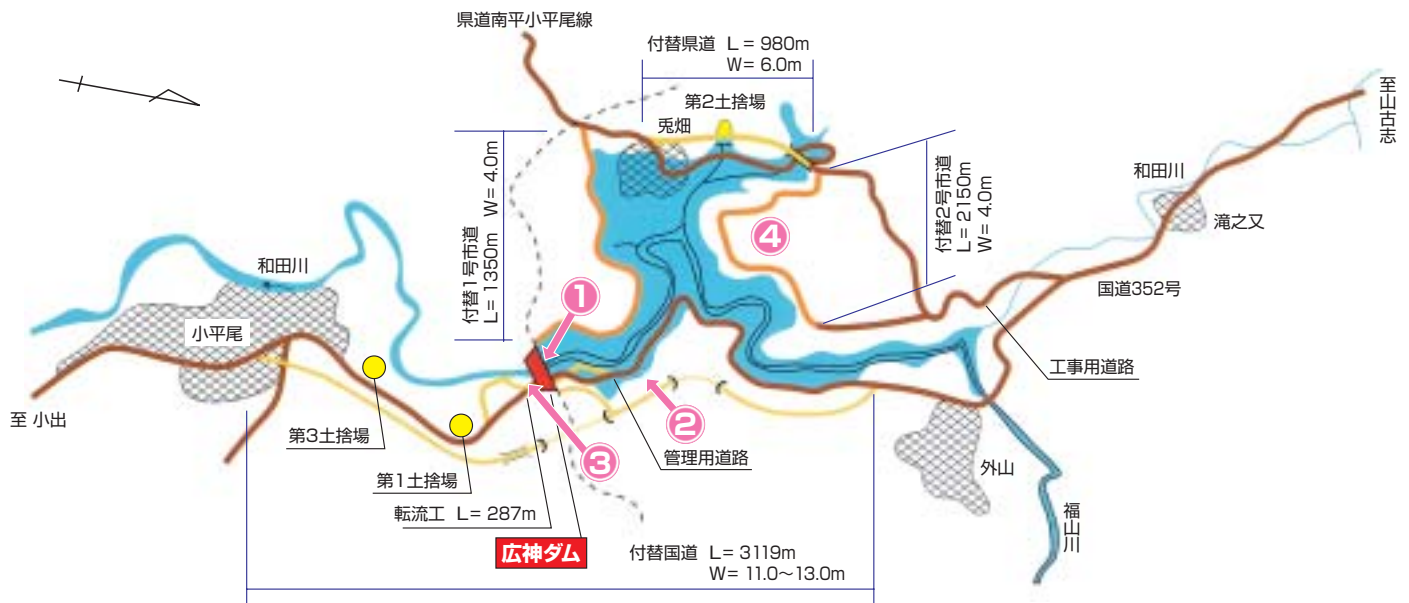 県道南平小平尾線
付替県道 L = 980m
W= 6.0m
第2土捨場
兎畑
至山古志
和田川
滝之又
国道352号
工事用道路
付替2号市道
L = 2150m
W= 4.0m
付替1号市道
L = 1350m W= 4.0m
和田川
小平尾
至 小出
第3土捨場
第1土捨場
転流工 L= 287m
広神ダム
①
②
③
④
管理用道路
外山
福山川
付替国道 L= 3119m
W= 11.0〜13.0m